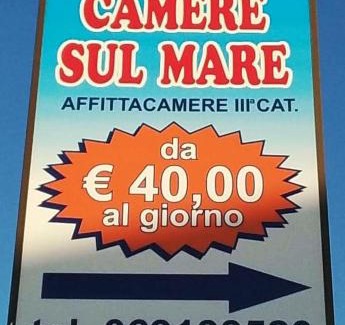 CAMERE
SUL MARE
AFFITTACAMERE III°CAT.
da
€ 40,00
al giorno